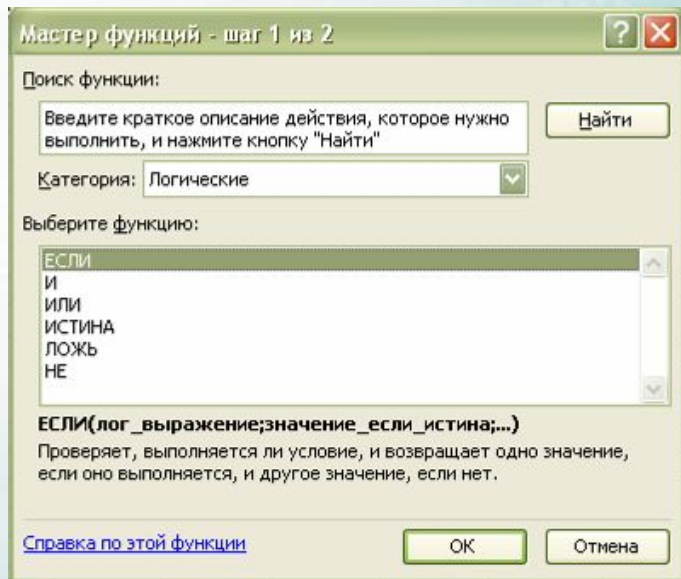 Мастер функций - шаг 1 из 2
Поиск функции:
Введите краткое описание действия, которое нужно
выполнить, и нажмите кнопку "Найти"
Найти
Категория: Логические
Выберите функцию:
ЕСЛИ
И
ИЛИ
ИСТИНА
ЛОЖЬ
НЕ
ЕСЛИ(лог_выражение;значение_если_истина;...)
Проверяет, выполняется ли условие, и возвращает одно значение,
если оно выполняется, и другое значение, если нет.
Справка по этой функции
ОК
Отмена